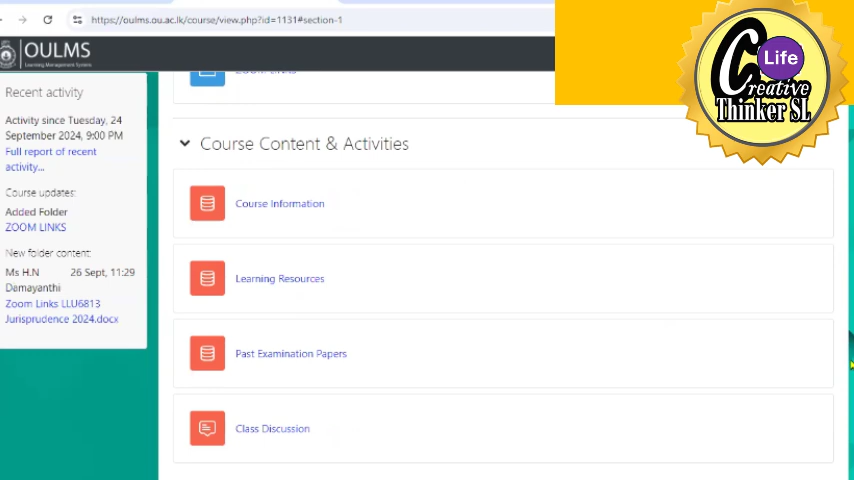 https://oulms.ou.ac.lk/course/view.php?id=1131#section-1
OULMS
Learning Management System
Recent activity
Activity since Tuesday, 24
September 2024, 9:00 PM
Full report of recent
activity...
Course updates:
Added Folder
ZOOM LINKS
New folder content:
Ms H.N 26 Sept, 11:29
Damayanthi
Zoom Links LLU6813
Jurisprudence 2024.docx
ZOOM LINKS
Course Content & Activities
Course Information
Learning Resources
Past Examination Papers
Class Discussion
Life
Creative
Thinker SL